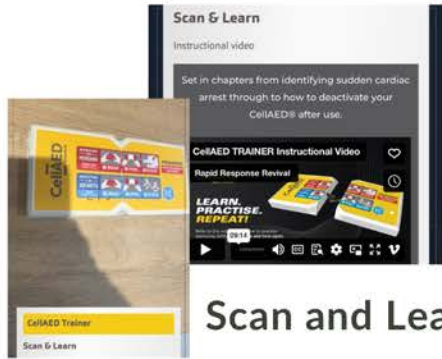 Scan & Learn
Instructional video
Set in chapters from identifying sudden cardiac
arrest through to how to deactivate your
CellAED® after use.
CellAED TRAINER Instructional Video
Rapid Response Revival
LEARN.
PRACTISE.
REPEAT!
09:14
CellAED
CellAED Trainer
Scan & Learn
Scan and Lea